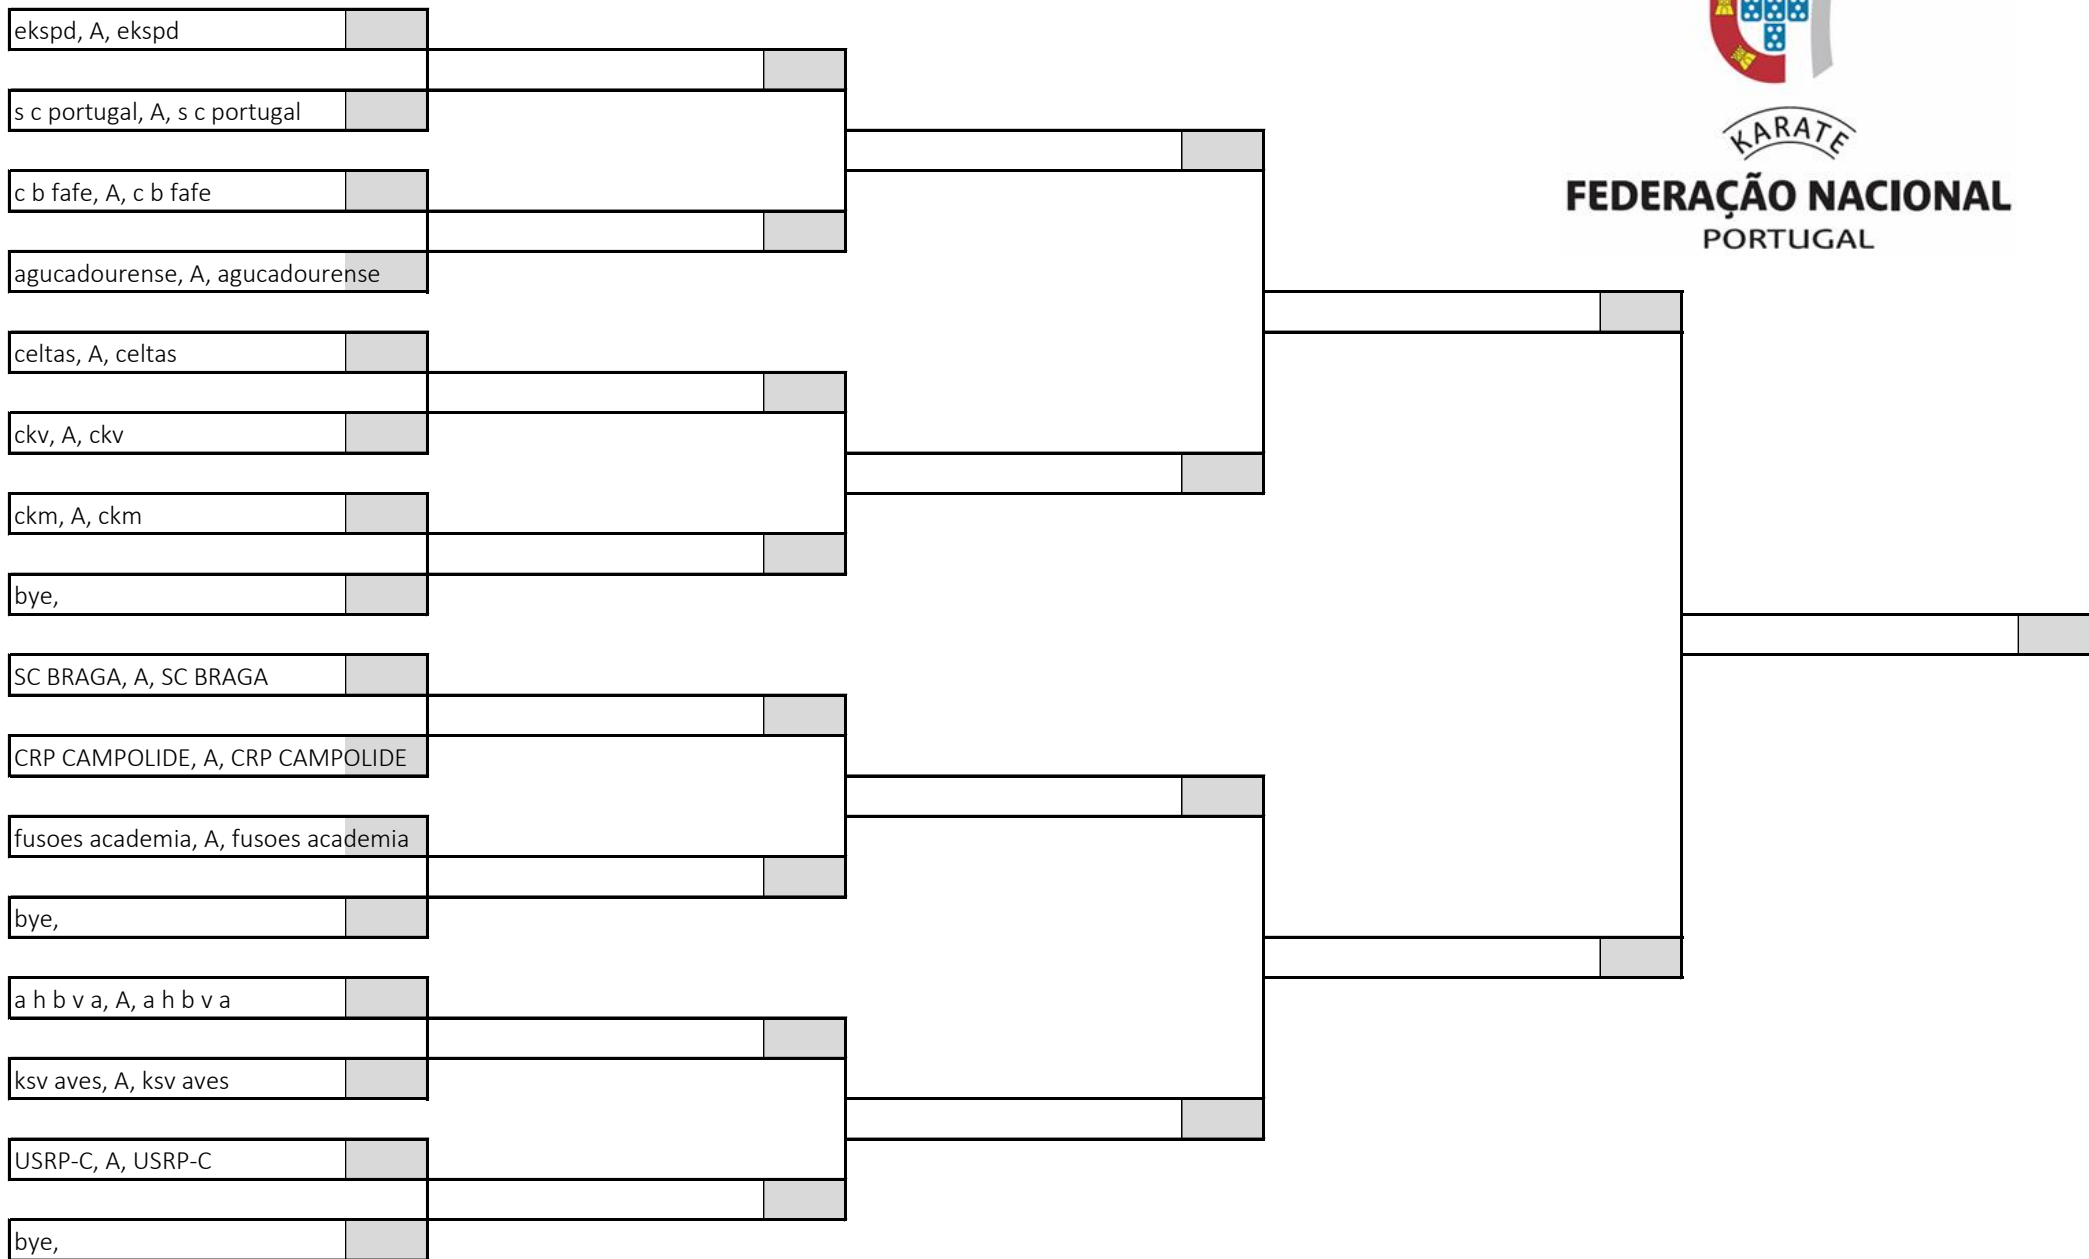 ekspd, A, ekspd
s c portugal, A, s c portugal
c b fafe, A, c b fafe
agucadourense, A, agucadourense
celtas, A, celtas
ckv, A, ckv
ckm, A, ckm
bye,
SC BRAGA, A, SC BRAGA
CRP CAMPOLIDE, A, CRP CAMPOLIDE
fusoes academia, A, fusoes academia
bye,
a h b v a, A, a h b v a
ksv aves, A, ksv aves
USRP-C, A, USRP-C
bye,
KARATE
FEDERAÇÃO NACIONAL
PORTUGAL